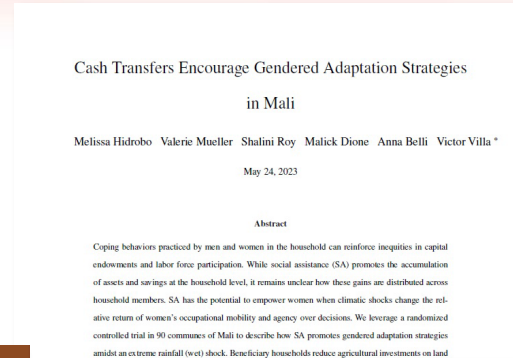 Cash Transfers Encourage Gendered Adaptation Strategies
in Mali
Melissa Hidrobo Valerie Mueller Shalini Roy Malick Dione Anna Belli Victor Villa *
May 24, 2023
Abstract
Coping behaviors practiced by men and women in the household can reinforce inequities in capital
endowments and labor force participation. While social assistance (SA) promotes the accumulation
of assets and savings at the household level, it remains unclear how these gains are distributed across
household members. SA has the potential to empower women when climatic shocks change the rel-
ative return of women's occupational mobility and agency over decisions. We leverage a randomized
controlled trial in 90 communes of Mali to describe how SA promotes gendered adaptation strategies
amidst an extreme rainfall (wet) shock. Beneficiary households reduce agricultural investments on land